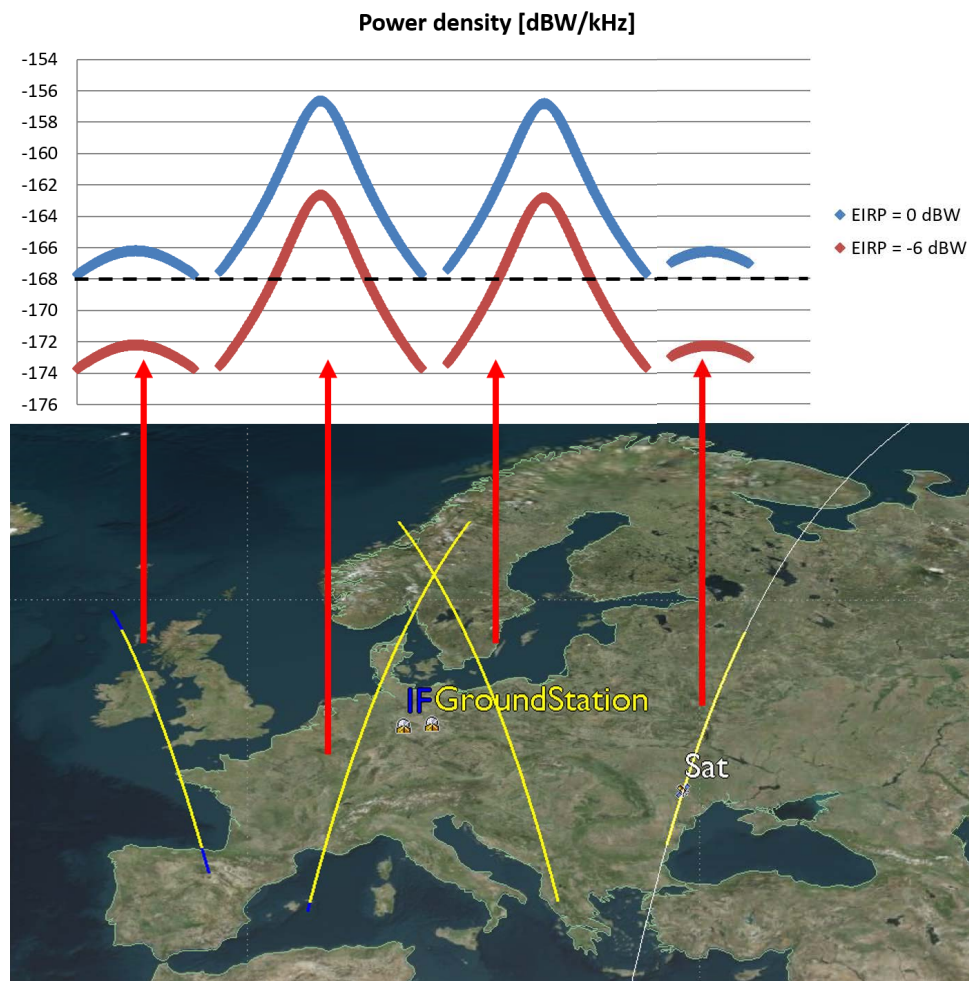 Power density [dBW/kHz]
-154
-156
-158
-160
-162
-164
-166
-168
-170
-172
-174
-176
EIRP = 0 dBW
EIRP = -6 dBW
IFGroundStation
Sat